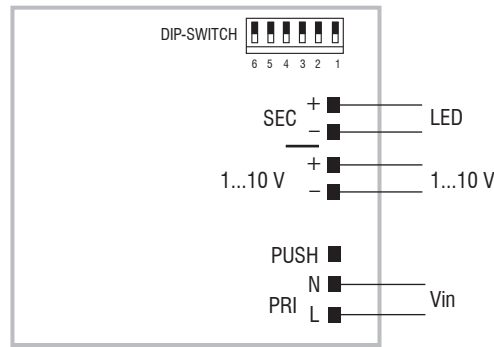 DIP-SWITCH
6 5 4 3 2 1
SEC + − LED
1...10 V + − 1...10 V
PUSH
PRI N L Vin